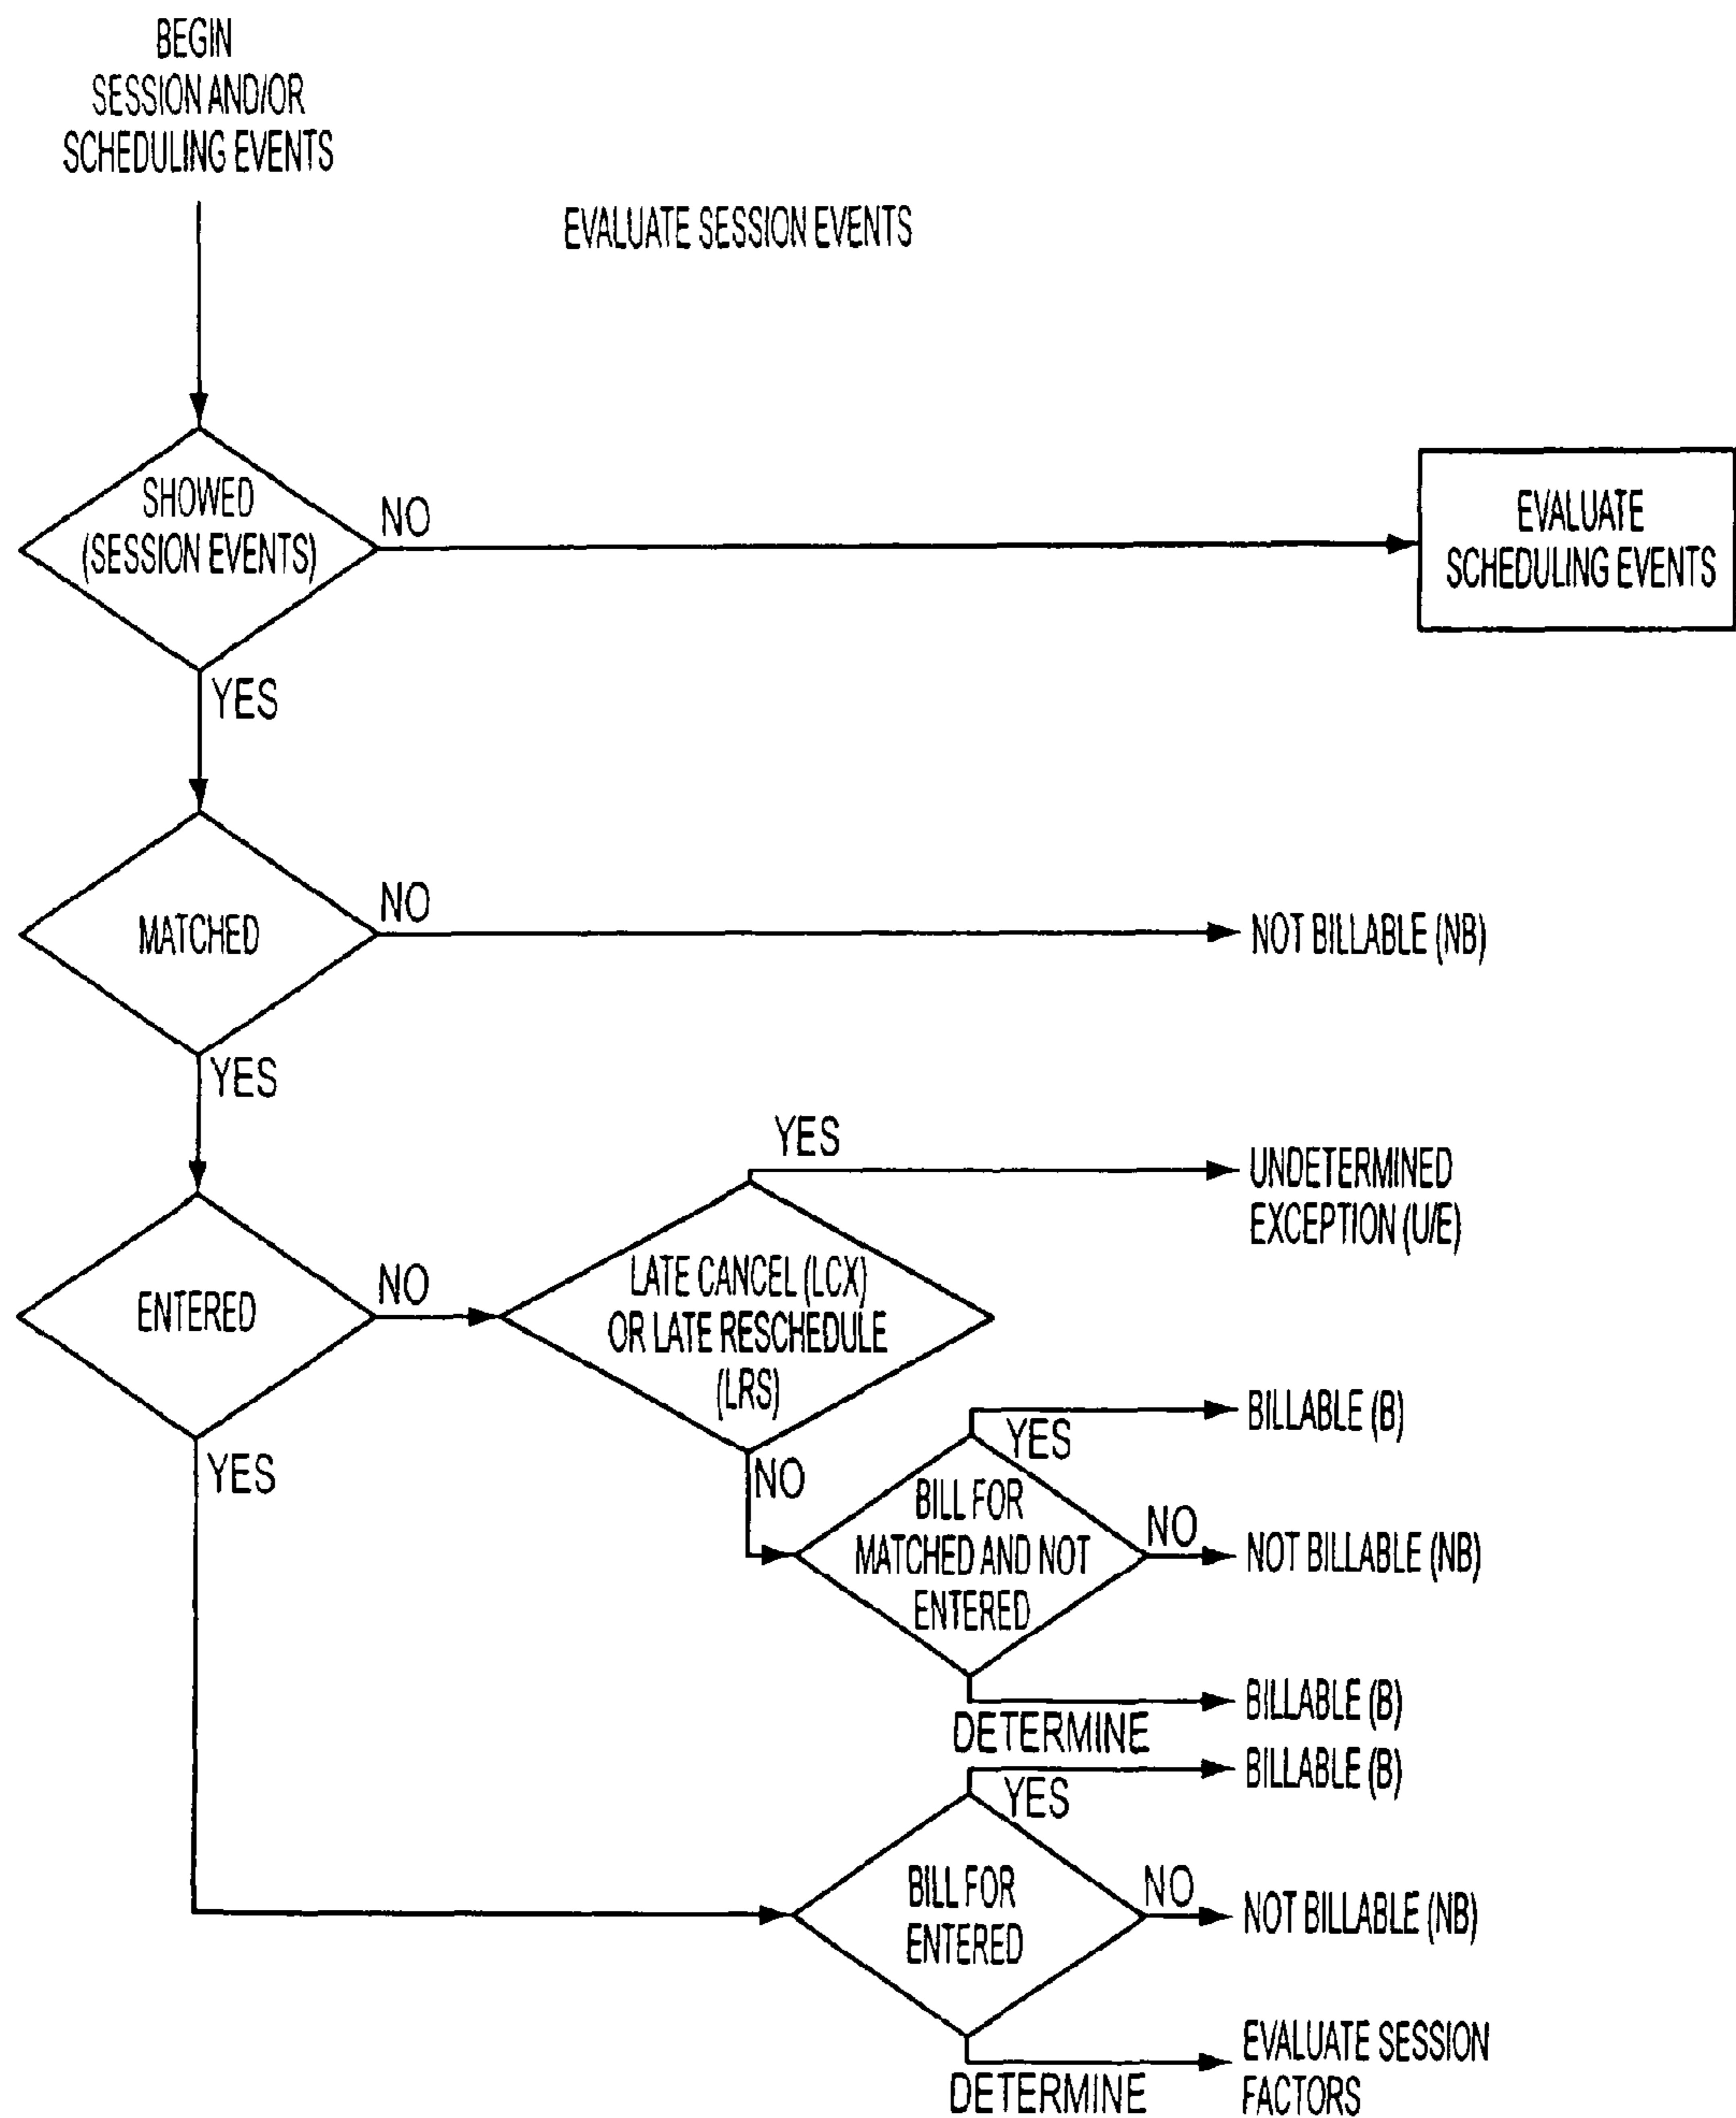 BEGIN
SESSION AND/OR
SCHEDULING EVENTS
EVALUATE SESSION EVENTS
SHOWED
(SESSION EVENTS)
NO
EVALUATE
SCHEDULING EVENTS
YES
MATCHED
NO
NOT BILLABLE (NB)
YES
YES
UNDETERMINED
EXCEPTION (U/E)
ENTERED
NO
LATE CANCEL (LCX)
OR LATE RESCHEDULE
(LRS)
YES
NO
YES
BILLABLE (B)
BILL FOR
MATCHED AND NOT
ENTERED
NO
NOT BILLABLE (NB)
DETERMINE
BILLABLE (B)
YES
BILLABLE (B)
BILL FOR
ENTERED
NO
NOT BILLABLE (NB)
DETERMINE
EVALUATE SESSION
FACTORS